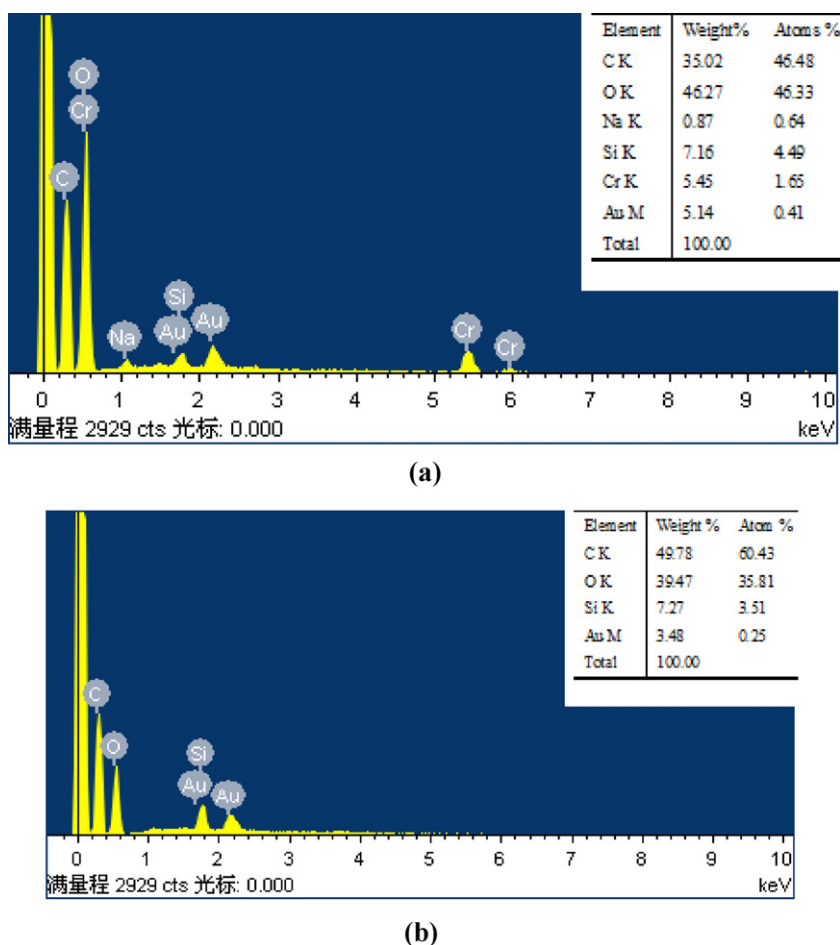 Element Weight% Atoms %
C K 35.02 46.48
O K 46.27 46.33
Na K 0.87 0.64
Si K 7.16 4.49
Cr K 5.45 1.65
Au M 5.14 0.41
Total 100.00
O
Cr
C
Na
Si
Au
Au
Cr
Cr
0 1 2 3 4 5 6 7 8 9 10
满量程 2929 cts 光标: 0.000 keV
(a)
Element Weight % Atom %
C K 49.78 60.43
O K 39.47 35.81
Si K 7.27 3.51
Au M 3.48 0.25
Total 100.00
C
O
Si
Au
Au
0 1 2 3 4 5 6 7 8 9 10
满量程 2929 cts 光标: 0.000 keV
(b)